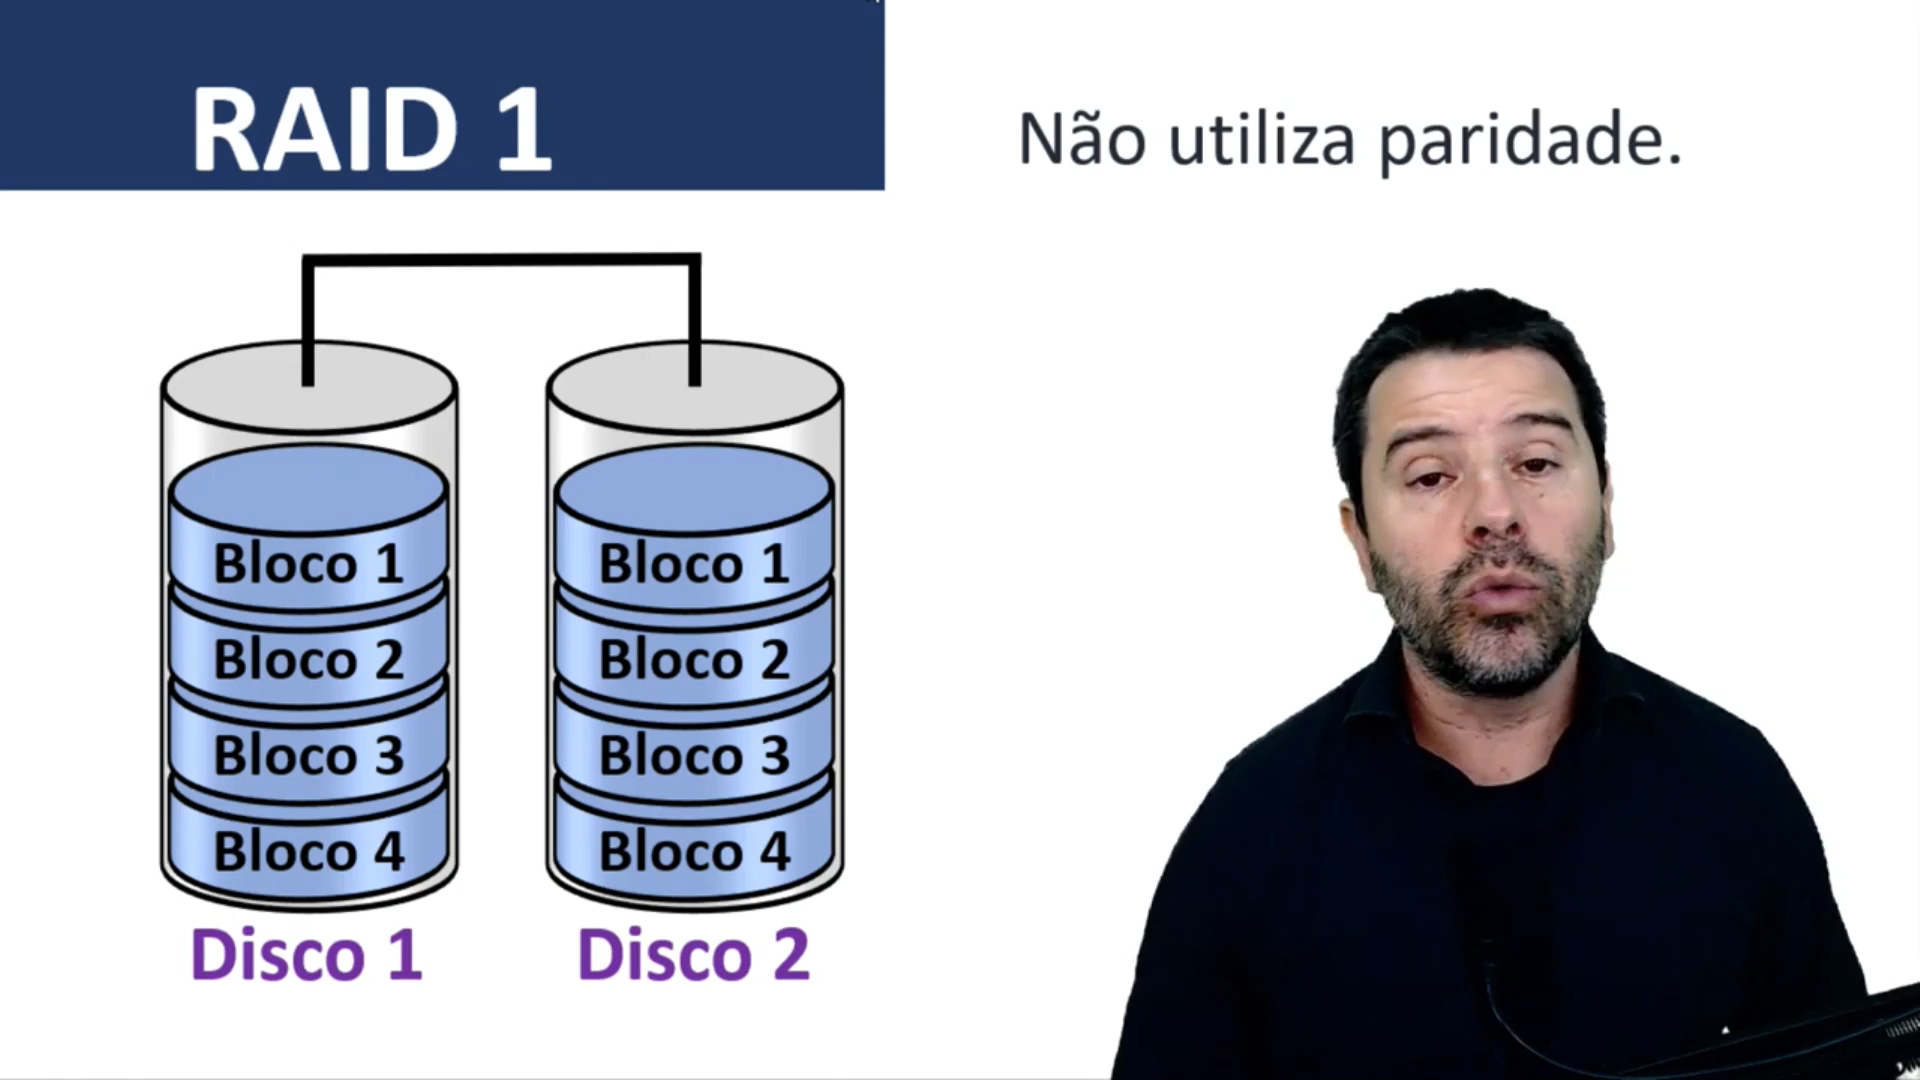 RAID 1
Não utiliza paridade.
Bloco 1
Bloco 2
Bloco 3
Bloco 4
Disco 1
Bloco 1
Bloco 2
Bloco 3
Bloco 4
Disco 2